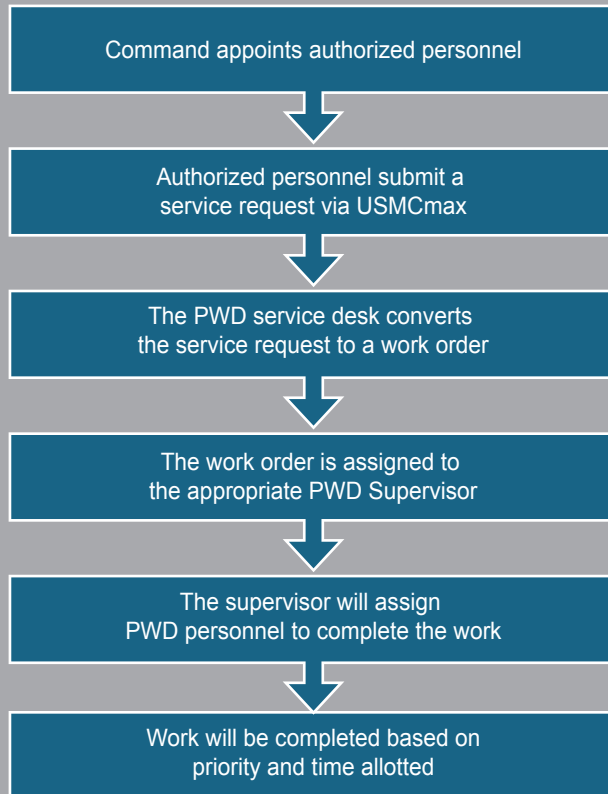 Command appoints authorized personnel
Authorized personnel submit a
service request via USMCmax
The PWD service desk converts
the service request to a work order
The work order is assigned to
the appropriate PWD Supervisor
The supervisor will assign
PWD personnel to complete the work
Work will be completed based on
priority and time allotted